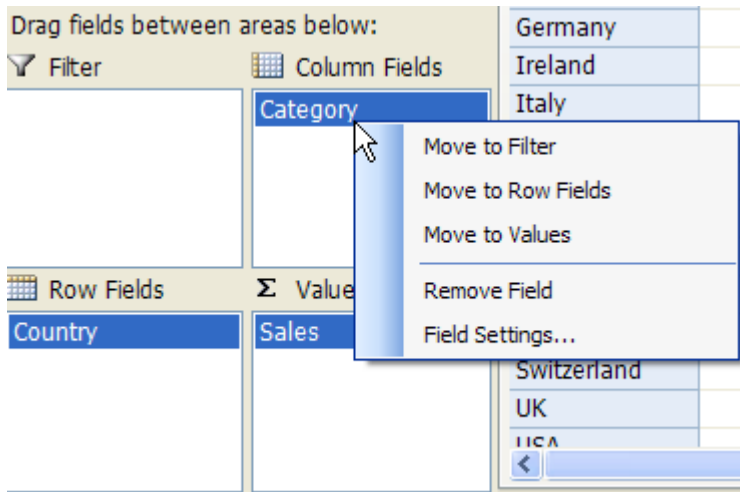 Drag fields between areas below:
Filter
Column Fields
Category
Row Fields
Country
Σ Value
Sales
Move to Filter
Move to Row Fields
Move to Values
Remove Field
Field Settings...
Germany
Ireland
Italy
Switzerland
UK
USA